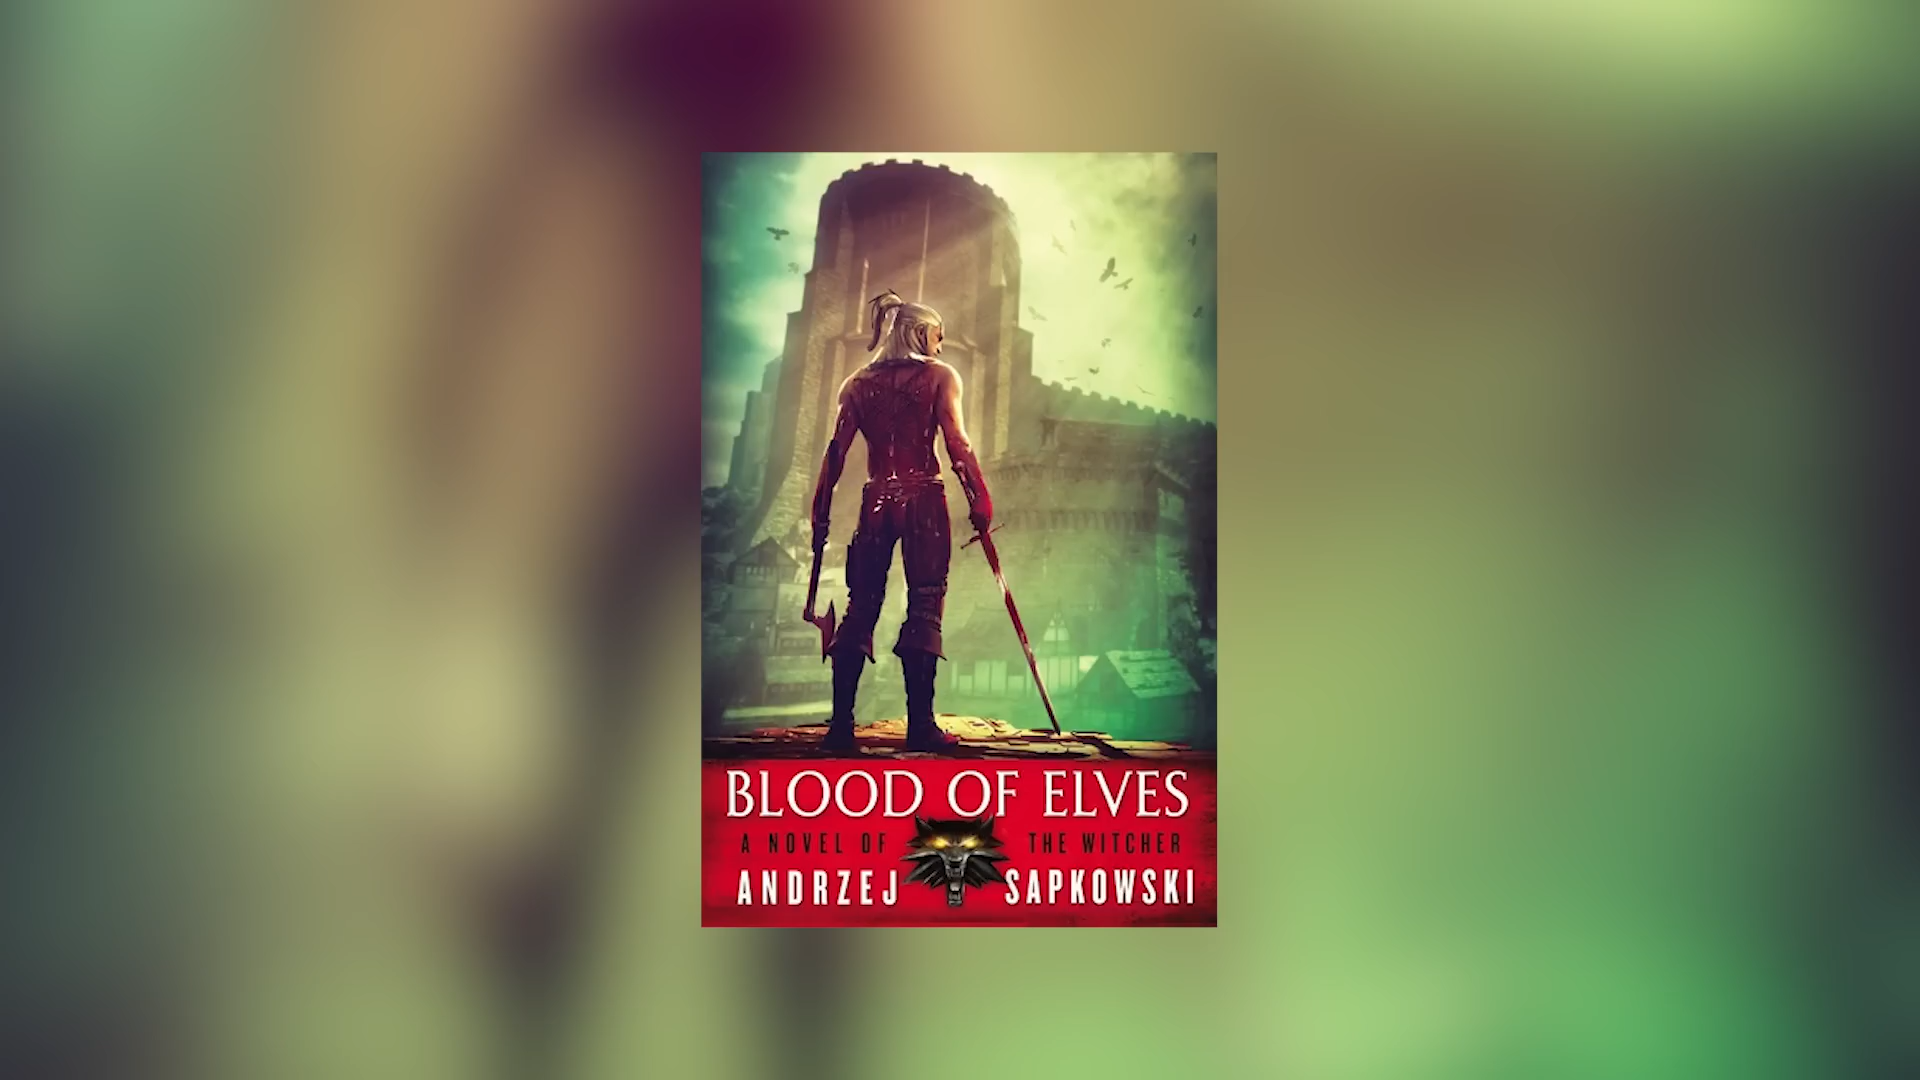 BLOOD OF ELVES
A NOVEL OF THE WITCHER
ANDRZEJ SAPKOWSKI